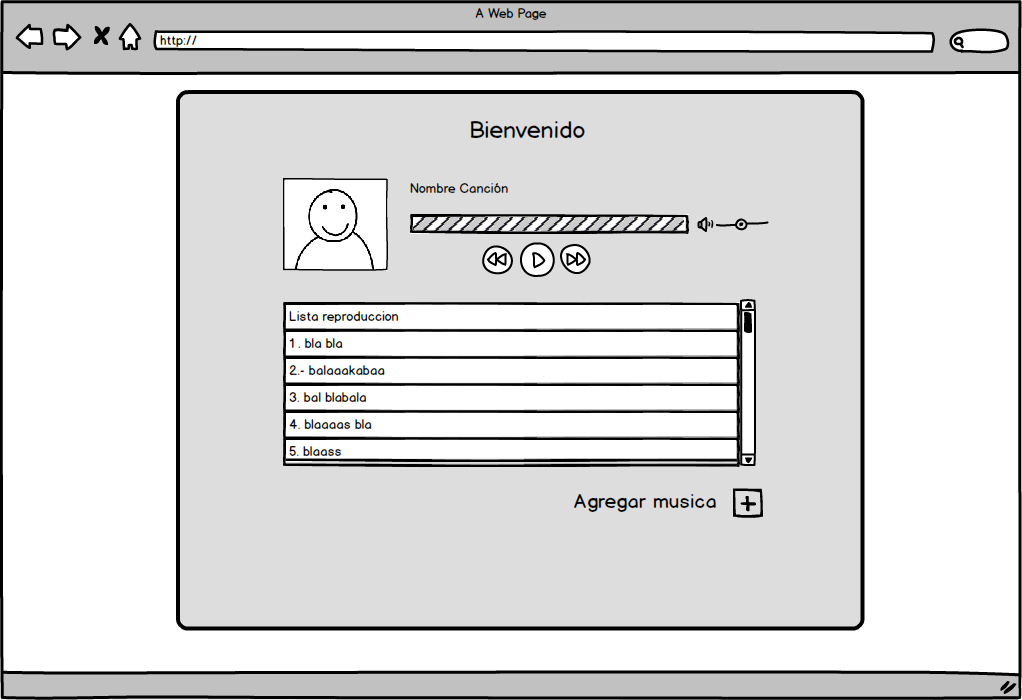 A Web Page
http://
Bienvenido
Nombre Canción
Lista reproduccion
1. bla bla
2.- balaaakabaa
3. bal blabala
4. blaaaas bla
5. blaass
Agregar musica